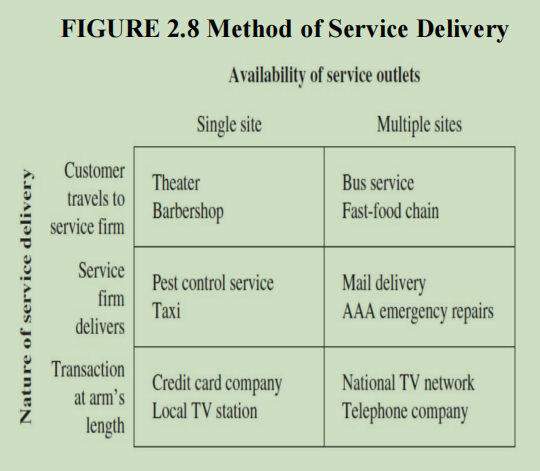 FIGURE 2.8 Method of Service Delivery
Availability of service outlets
Single site
Multiple sites
Nature of service delivery
Customer
travels to
service firm
Theater
Barbershop
Bus service
Fast-food chain
Service
firm
delivers
Pest control service
Taxi
Mail delivery
AAA emergency repairs
Transaction
at arm's
length
Credit card company
Local TV station
National TV network
Telephone company